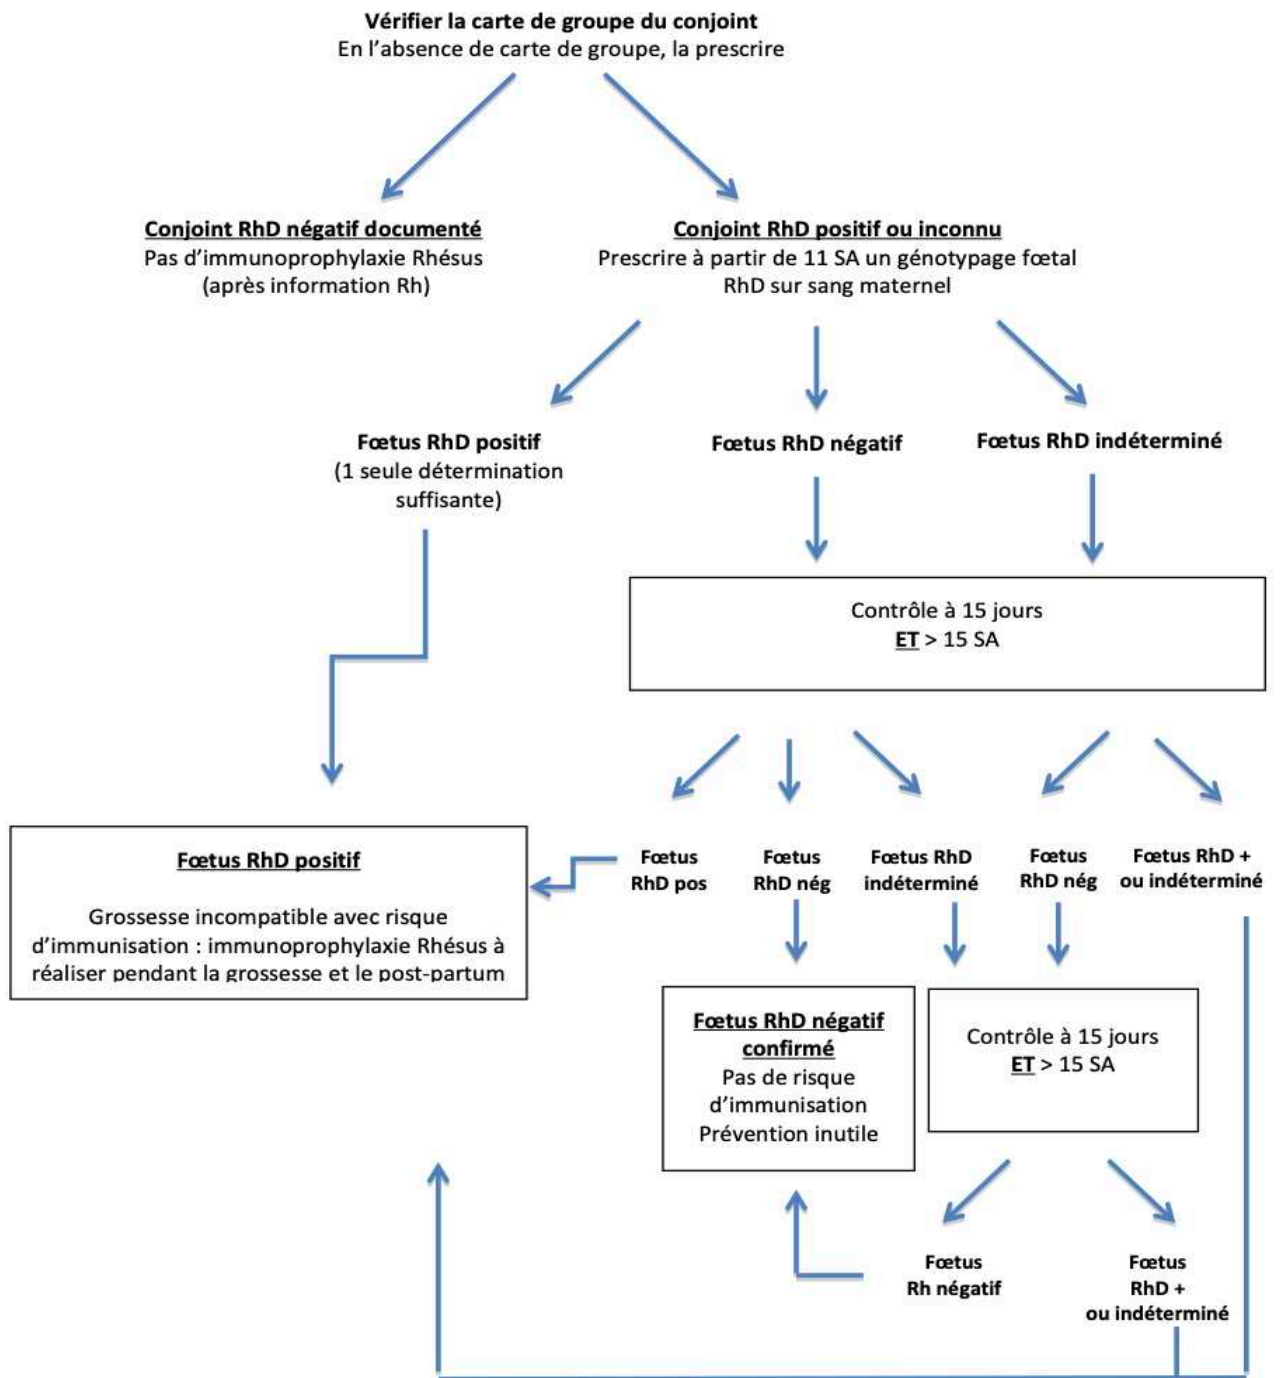 Vérifier la carte de groupe du conjoint
En l'absence de carte de groupe, la prescrire
Conjoint RhD négatif documenté
Pas d'immunoprophylaxie Rhésus
(après information Rh)
Conjoint RhD positif ou inconnu
Prescrire à partir de 11 SA un génotypage fœtal
RhD sur sang maternel
Fœtus RhD positif
(1 seule détermination
suffisante)
Fœtus RhD négatif
Fœtus RhD indéterminé
Contrôle à 15 jours
ET > 15 SA
Fœtus RhD positif
Grossesse incompatible avec risque
d'immunisation : immunoprophylaxie Rhésus à
réaliser pendant la grossesse et le post-partum
Fœtus
RhD pos
Fœtus
RhD nég
Fœtus RhD
indéterminé
Fœtus
RhD nég
Fœtus RhD +
ou indéterminé
Fœtus RhD négatif
confirmé
Pas de risque
d'immunisation
Prévention inutile
Contrôle à 15 jours
ET > 15 SA
Fœtus
Rh négatif
Fœtus
RhD +
ou indéterminé